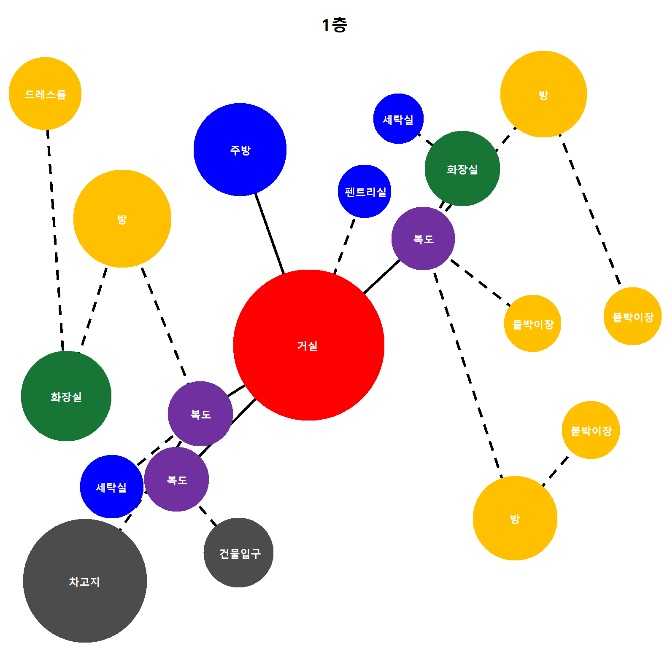 1층
드레스룸
방
세탁실
주방
화장실
펜트리실
방
복도
붙박이장
붙박이장
거실
화장실
복도
붙박이장
복도
세탁실
방
건물입구
차고지